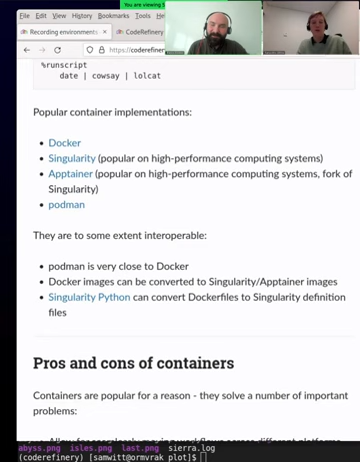 You are viewing S
File Edit View History Bookmarks Tools Help
Recording environments
CodeRefinery
https://coderefiner
%runscript
date | cowsay | lolcat
Popular container implementations:
• Docker
• Singularity (popular on high-performance computing systems)
• Apptainer (popular on high-performance computing systems, fork of
Singularity)
• podman
They are to some extent interoperable:
• podman is very close to Docker
• Docker images can be converted to Singularity/Apptainer images
• Singularity Python can convert Dockerfiles to Singularity definition
files
Pros and cons of containers
Containers are popular for a reason - they solve a number of important
problems:
abyss.png isles.png last.png sierra.log
(coderefinery) [samwitt@ormvrak plot]$